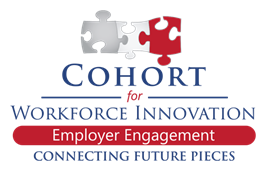 COHORT
for
WORKFORCE INNOVATION
Employer Engagement
CONNECTING FUTURE PIECES